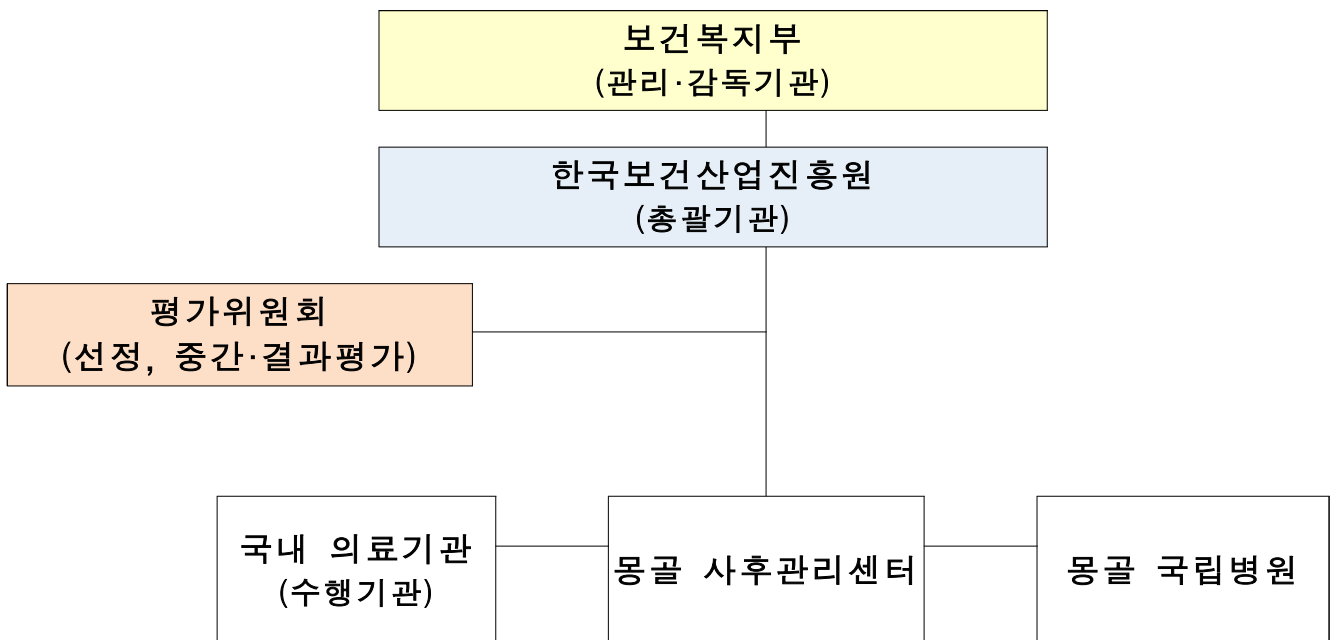 보건복지부
(관리·감독기관)
한국보건산업진흥원
(총괄기관)
평가위원회
(선정, 중간·결과평가)
국내 의료기관
(수행기관)
몽골 사후관리센터
몽골 국립병원